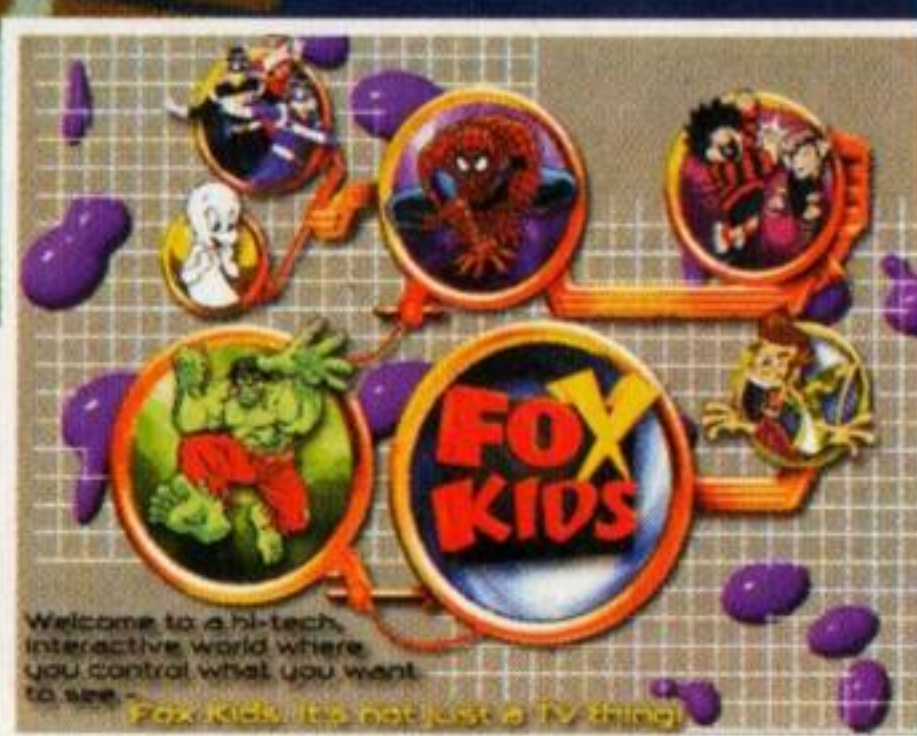 FOX
KIDS
Welcome to a hi-tech,
interactive world where
you control what you want
to see -
Fox Kids. It's not just a TV thing!